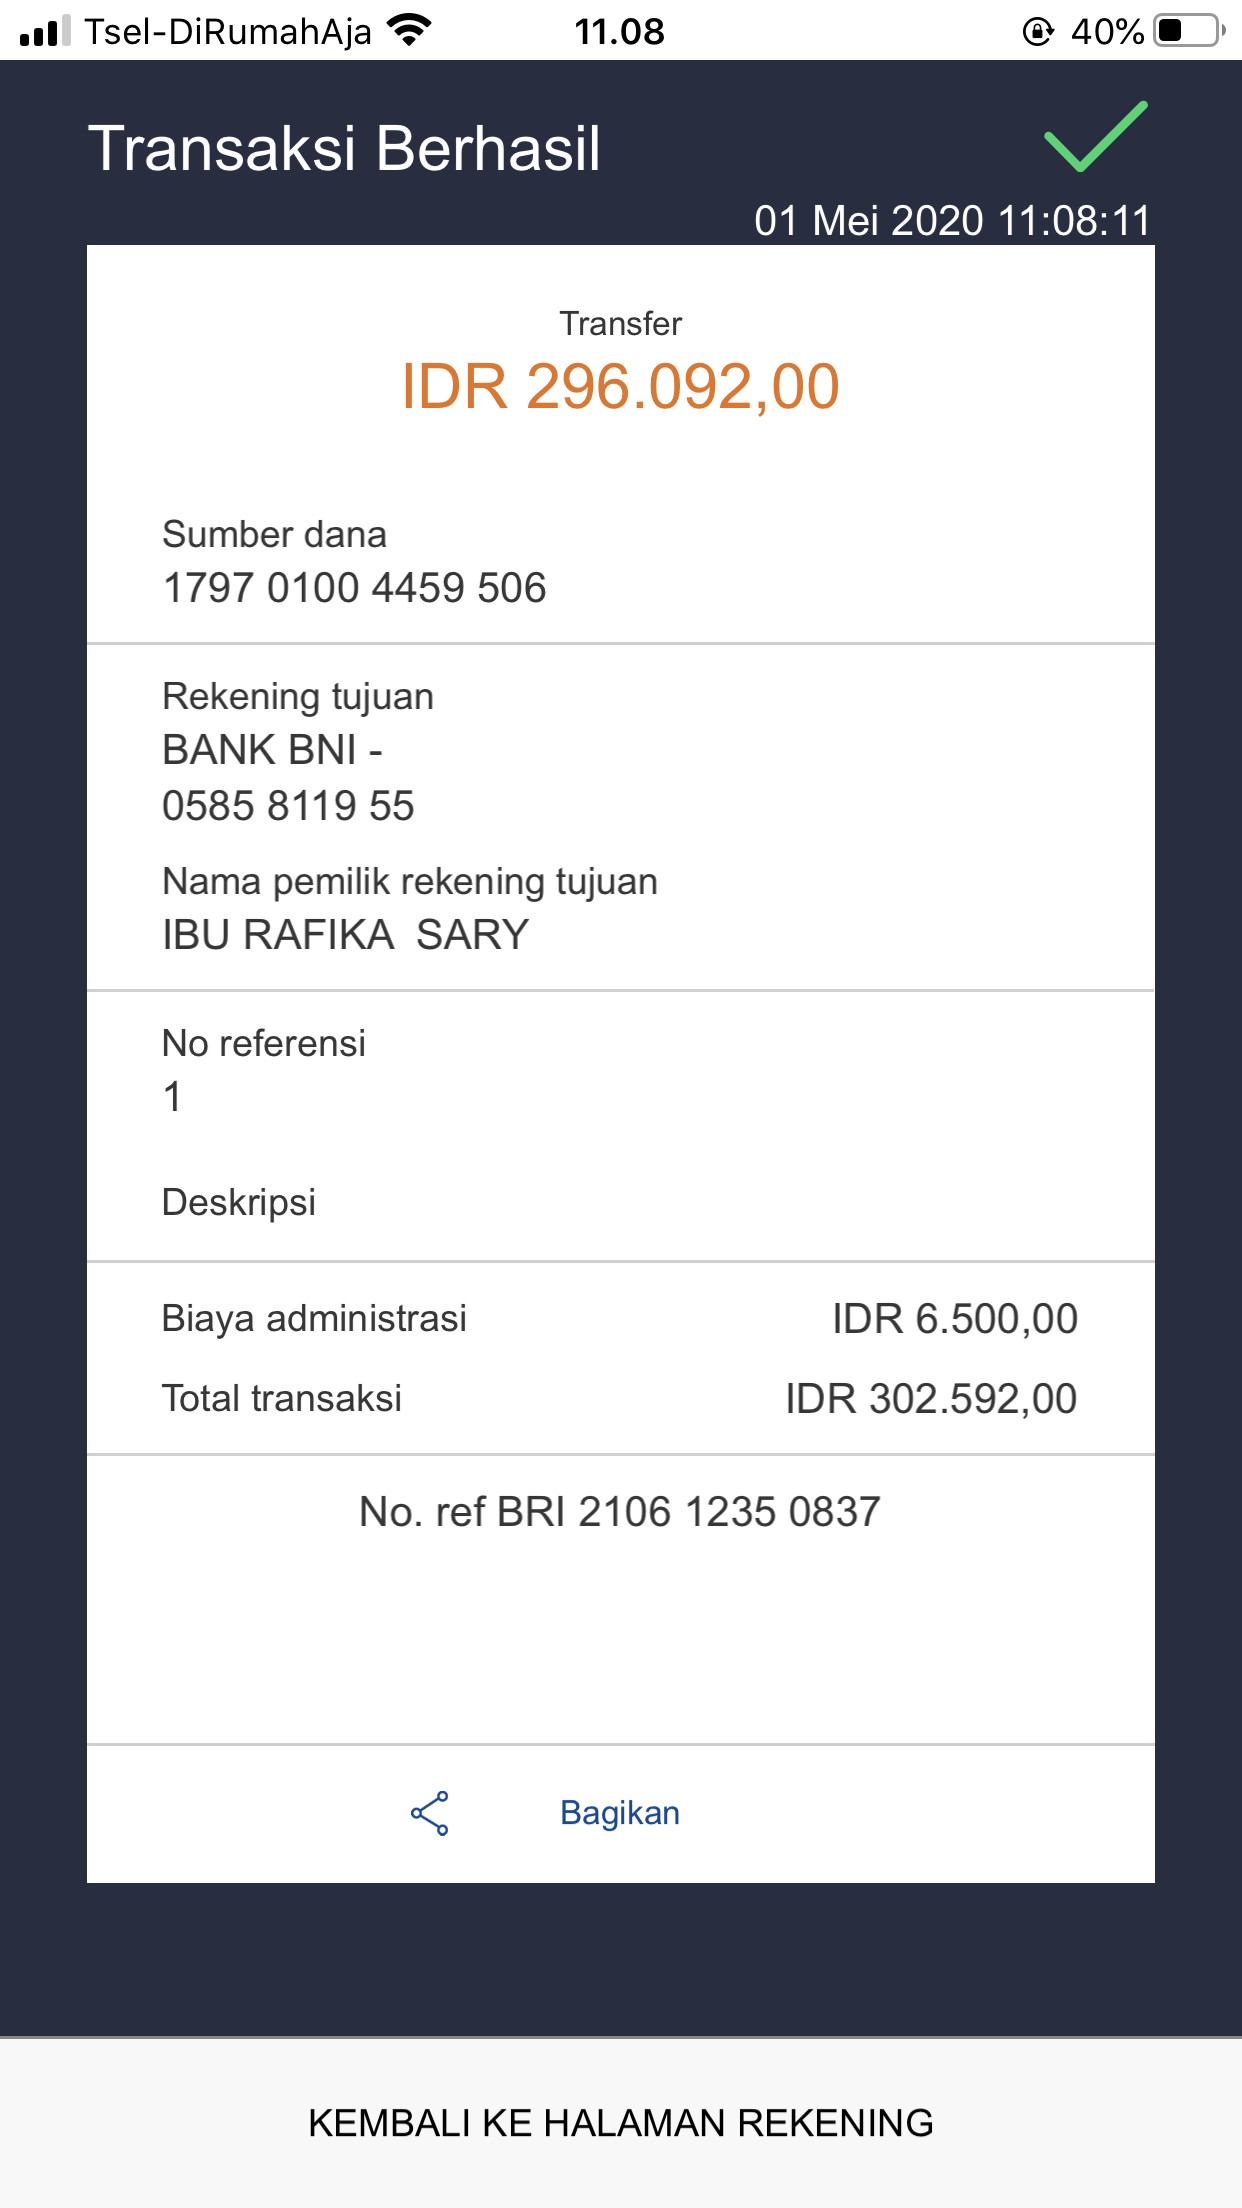 Tsel-DiRumahAja 11.08 40%
Transaksi Berhasil
01 Mei 2020 11:08:11
Transfer
IDR 296.092,00
Sumber dana
1797 0100 4459 506
Rekening tujuan
BANK BNI -
0585 8119 55
Nama pemilik rekening tujuan
IBU RAFIKA  SARY
No referensi
1
Deskripsi
Biaya administrasi IDR 6.500,00
Total transaksi IDR 302.592,00
No. ref BRI 2106 1235 0837
Bagikan
KEMBALI KE HALAMAN REKENING